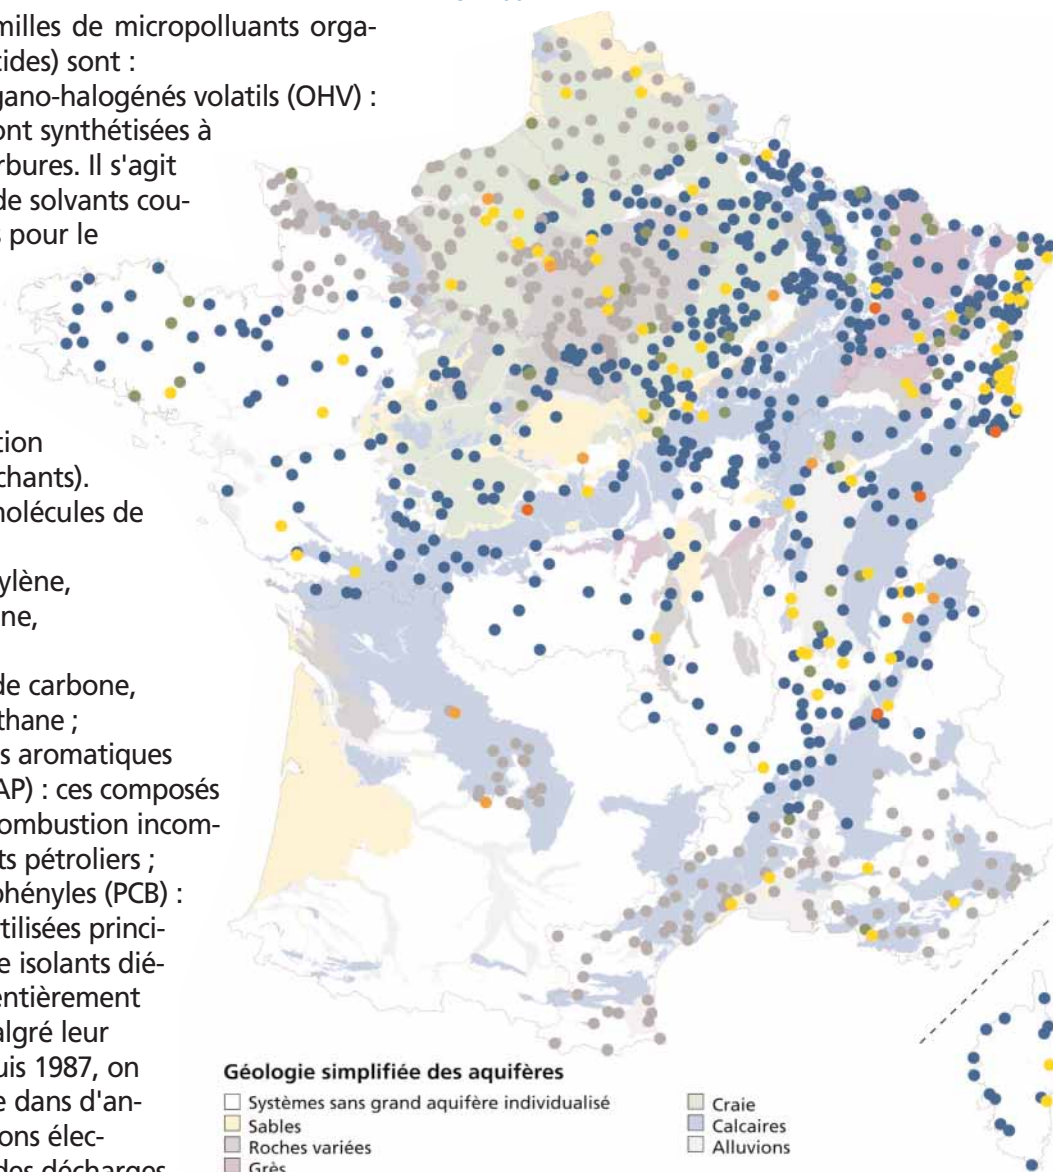 milles de micropolluants orga-
cides) sont :
gano-halogénés volatils (OHV) :
ont synthétisées à
rbures. Il s'agit
de solvants cou-
s pour le
tion
chants).
molécules de
ylène,
ne,
de carbone,
thane ;
s aromatiques
AP) : ces composés
combustion incom-
ts pétroliers ;
phényles (PCB) :
utilisées princi-
e isolants dié-
entièrement
algré leur
uis 1987, on
e dans d'an-
ons élec-
des décharges
Géologie simplifiée des aquifères
Systèmes sans grand aquifère individualisé
Sables
Roches variées
Grès
Craie
Calcaires
Alluvions